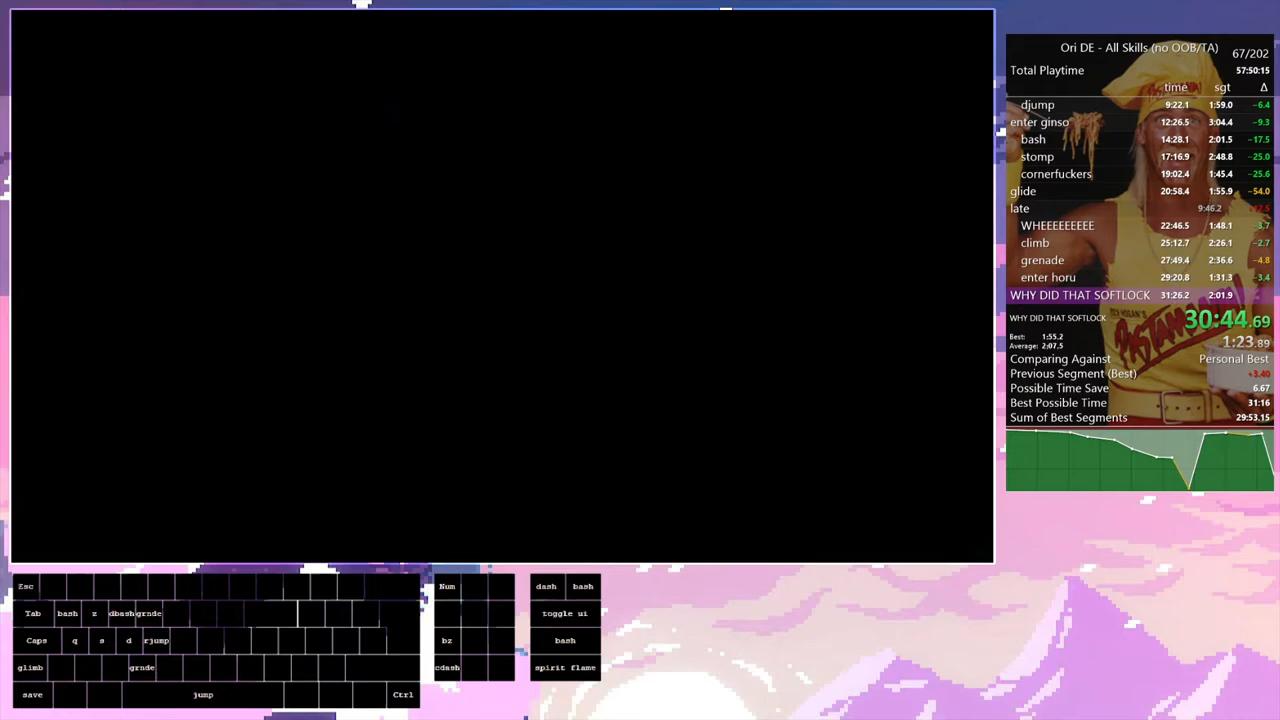 Ori DE - All Skills (no OOB/TA)
67/202
Total Playtime 57:50:15
time sgt Δ
djump 9:22.1 1:59.0 −6.4
enter ginso 12:26.5 3:04.4 −9.3
bash 14:28.1 2:01.5 −17.5
stomp 17:16.9 2:48.8 −25.0
cornerfuckers 19:02.4 1:45.4 −25.6
glide 20:58.4 1:55.9 −54.0
late 9:46.2
WHEEEEEEEEE 22:46.5 1:48.1 −3.7
climb 25:12.7 2:26.1 −2.7
grenade 27:49.4 2:36.6 −4.8
enter horu 29:20.8 1:31.3 −3.4
WHY DID THAT SOFTLOCK 31:26.2 2:01.9
WHY DID THAT SOFTLOCK 30:44.69
Best: 1:55.2
Average: 2:07.5
1:23.89
Comparing Against Personal Best
Previous Segment (Best) +3.40
Possible Time Save 6.67
Best Possible Time 31:16
Sum of Best Segments 29:53.15
PASTAMANIA!
Esc Num dash bash
Tab bash z dbash grnde toggle ui
Caps q s d rjump bz bash
glimb grnde cdash spirit flame
save jump Ctrl